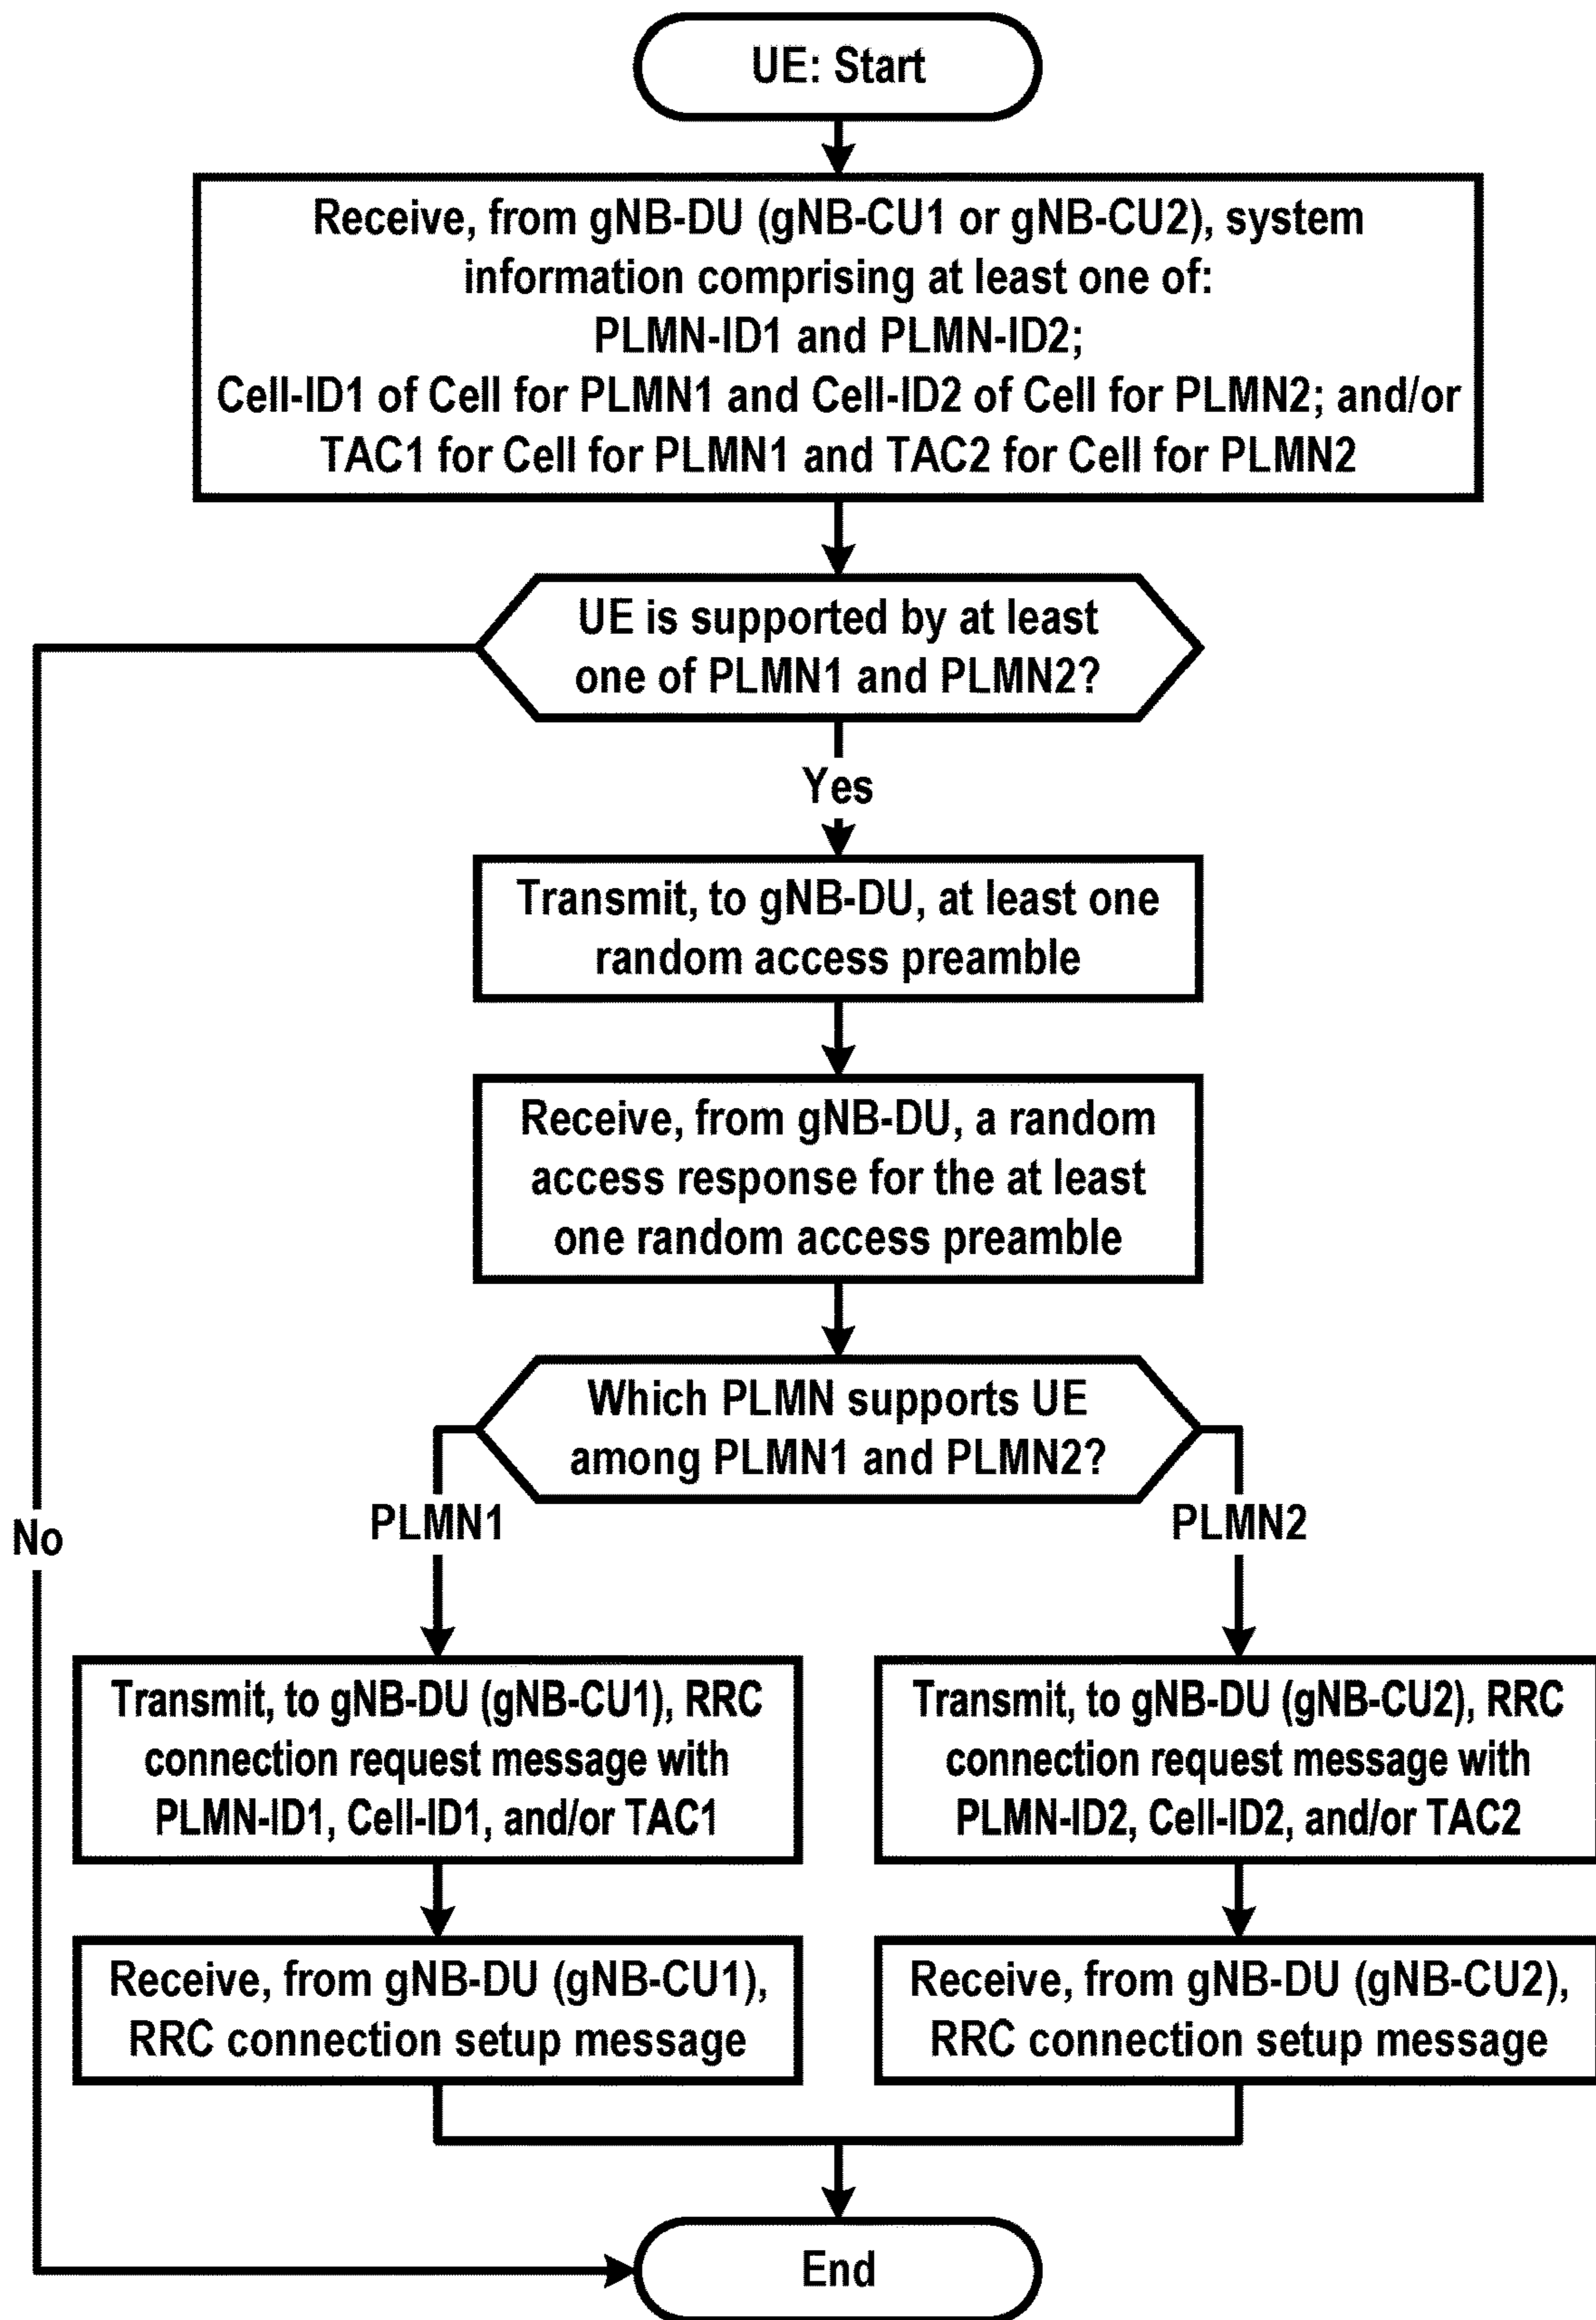 UE: Start
Receive, from gNB-DU (gNB-CU1 or gNB-CU2), system
information comprising at least one of:
PLMN-ID1 and PLMN-ID2;
Cell-ID1 of Cell for PLMN1 and Cell-ID2 of Cell for PLMN2; and/or
TAC1 for Cell for PLMN1 and TAC2 for Cell for PLMN2
UE is supported by at least
one of PLMN1 and PLMN2?
Yes
Transmit, to gNB-DU, at least one
random access preamble
Receive, from gNB-DU, a random
access response for the at least
one random access preamble
Which PLMN supports UE
among PLMN1 and PLMN2?
No
PLMN1
PLMN2
Transmit, to gNB-DU (gNB-CU1), RRC
connection request message with
PLMN-ID1, Cell-ID1, and/or TAC1
Transmit, to gNB-DU (gNB-CU2), RRC
connection request message with
PLMN-ID2, Cell-ID2, and/or TAC2
Receive, from gNB-DU (gNB-CU1),
RRC connection setup message
Receive, from gNB-DU (gNB-CU2),
RRC connection setup message
End